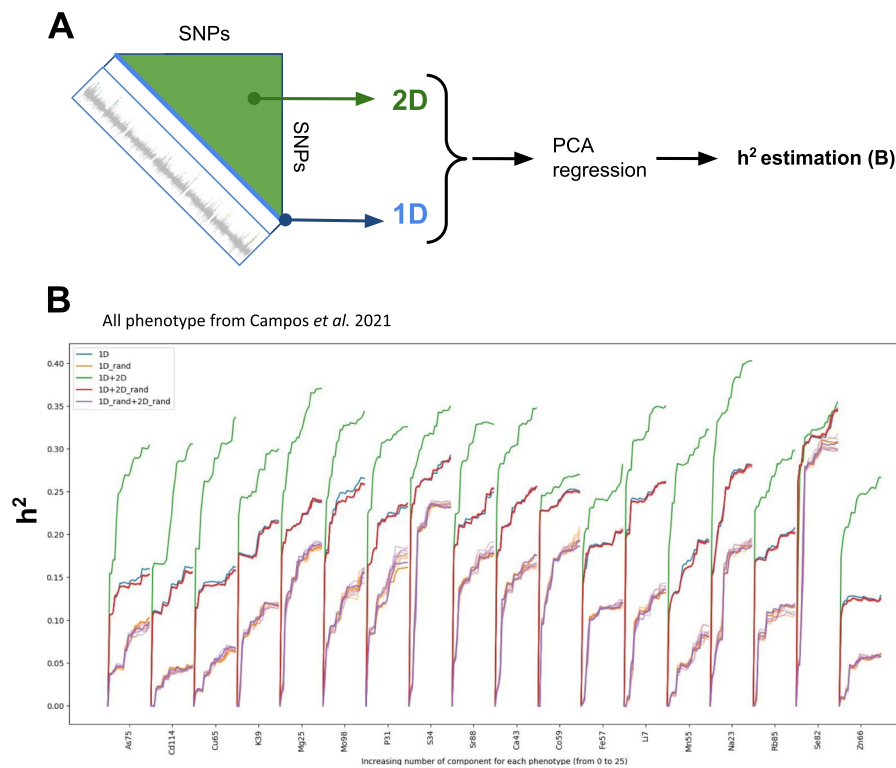 A
SNPs
SNPs
2D
1D
PCA
regression
h² estimation (B)
B
All phenotype from Campos et al. 2021
1D
1D_rand
1D+2D
1D+2D_rand
1D_rand+2D_rand
h²
0.40
0.35
0.30
0.25
0.20
0.15
0.10
0.05
0.00
As75
Cd114
Cu65
K39
Mg25
Mo98
P31
S34
Sr88
Ca43
Co59
Fe57
Li7
Mn55
Na23
Rb85
Se82
Zn66
Increasing number of component for each phenotype (from 0 to 25)